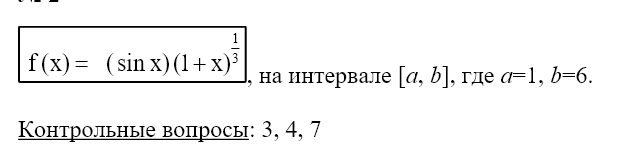 f(x) = (sin x)(1+x)^{1/3}, на интервале [a, b], где a=1, b=6.
Контрольные вопросы: 3, 4, 7